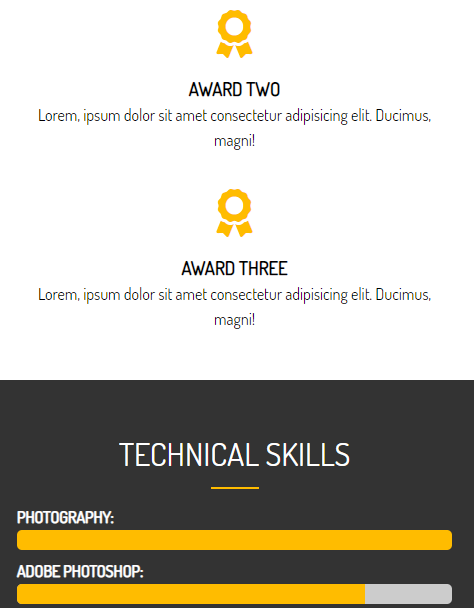 AWARD TWO
Lorem, ipsum dolor sit amet consectetur adipisicing elit. Ducimus,
magni!
AWARD THREE
Lorem, ipsum dolor sit amet consectetur adipisicing elit. Ducimus,
magni!
TECHNICAL SKILLS
PHOTOGRAPHY:
ADOBE PHOTOSHOP: